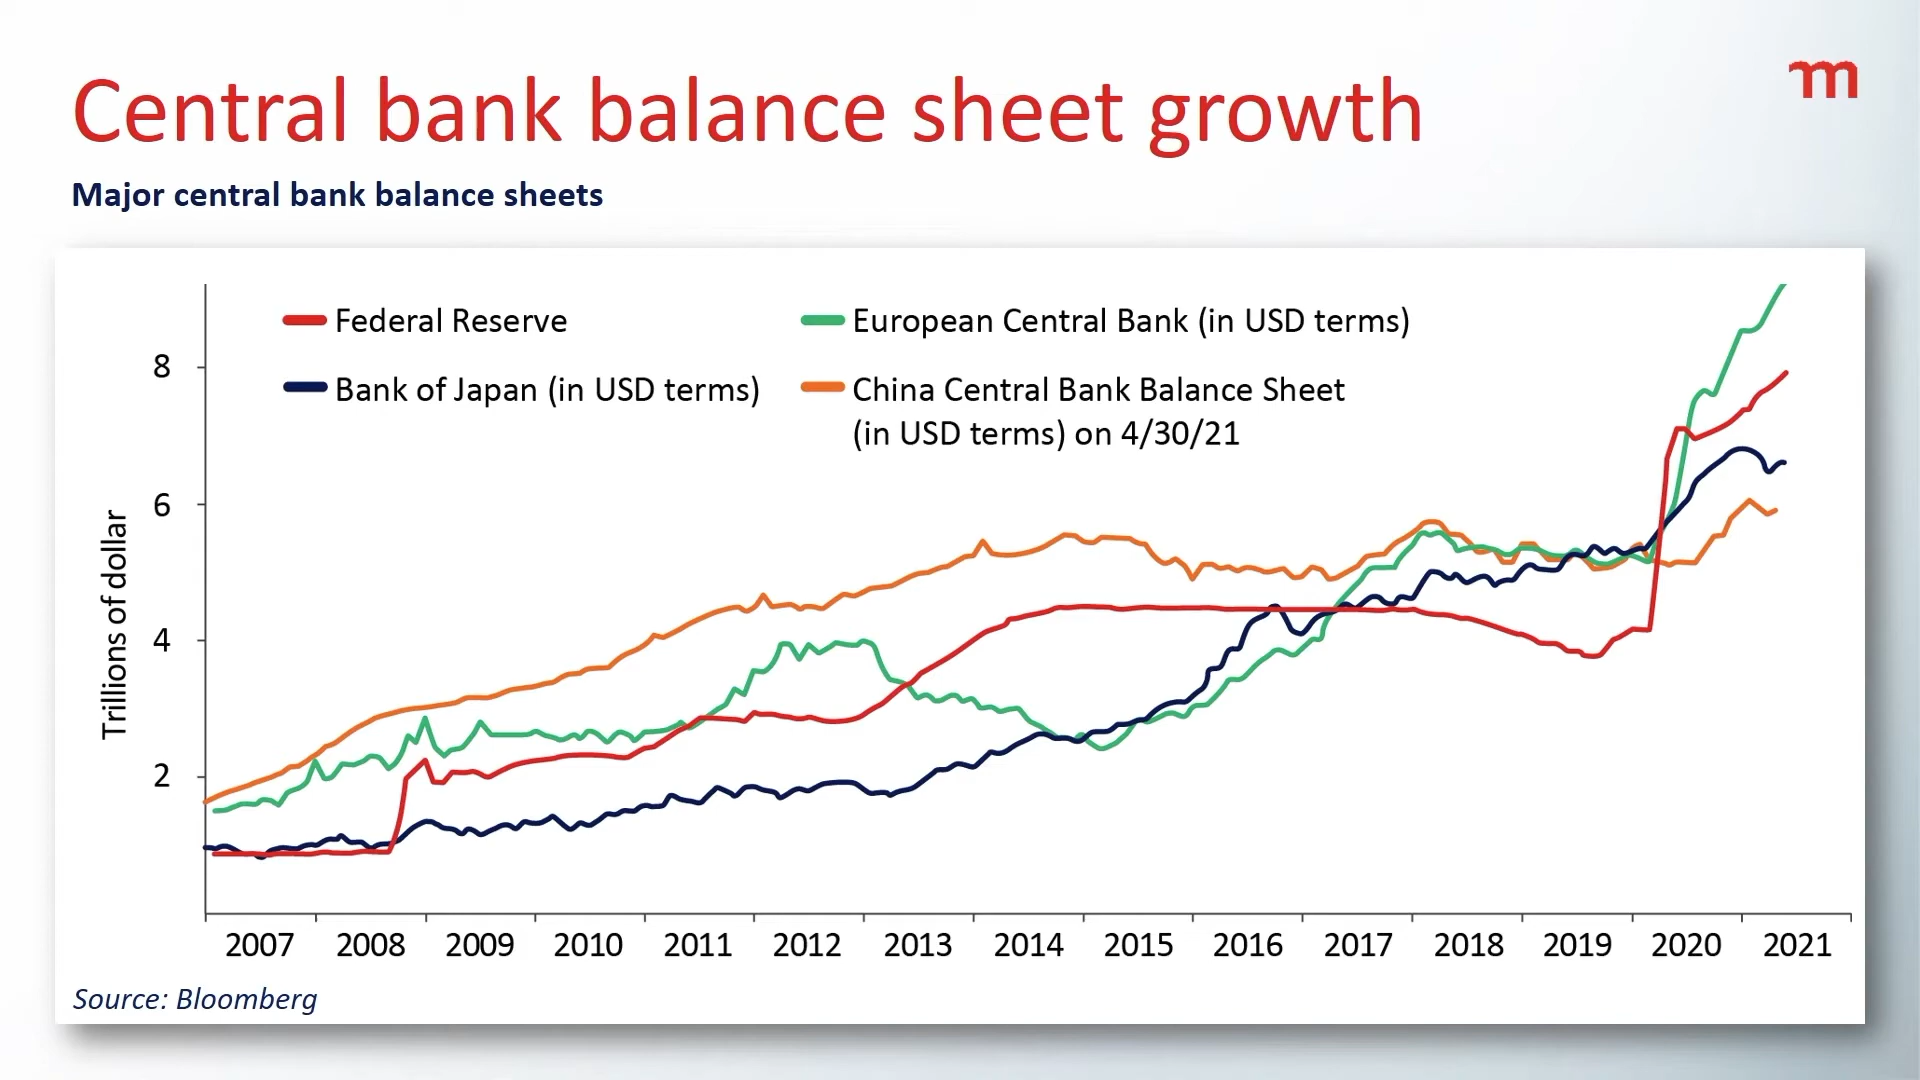 Central bank balance sheet growth
m
Major central bank balance sheets
Federal Reserve
European Central Bank (in USD terms)
Bank of Japan (in USD terms)
China Central Bank Balance Sheet
(in USD terms) on 4/30/21
Trillions of dollar
8
6
4
2
2007 2008 2009 2010 2011 2012 2013 2014 2015 2016 2017 2018 2019 2020 2021
Source: Bloomberg